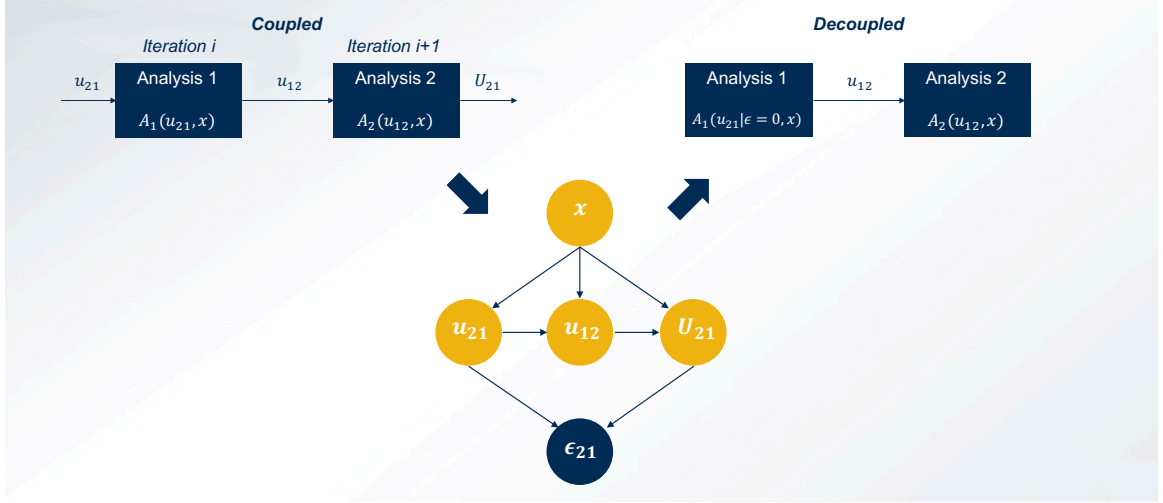 Coupled
Decoupled
Iteration i
Iteration i+1
u₂₁
Analysis 1
A₁(u₂₁, x)
u₁₂
Analysis 2
A₂(u₁₂, x)
U₂₁
Analysis 1
A₁(u₂₁|ϵ = 0, x)
u₁₂
Analysis 2
A₂(u₁₂, x)
x
u₂₁
u₁₂
U₂₁
ϵ₂₁